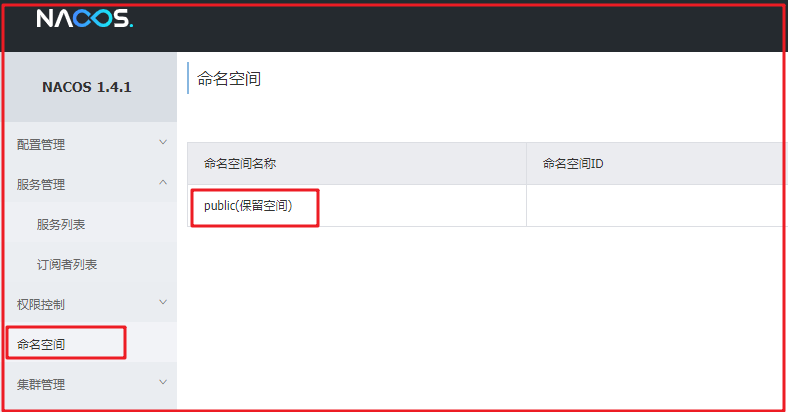 NACOS.
NACOS 1.4.1
配置管理
服务管理
服务列表
订阅者列表
权限控制
命名空间
集群管理
命名空间
命名空间名称 命名空间ID
public(保留空间)